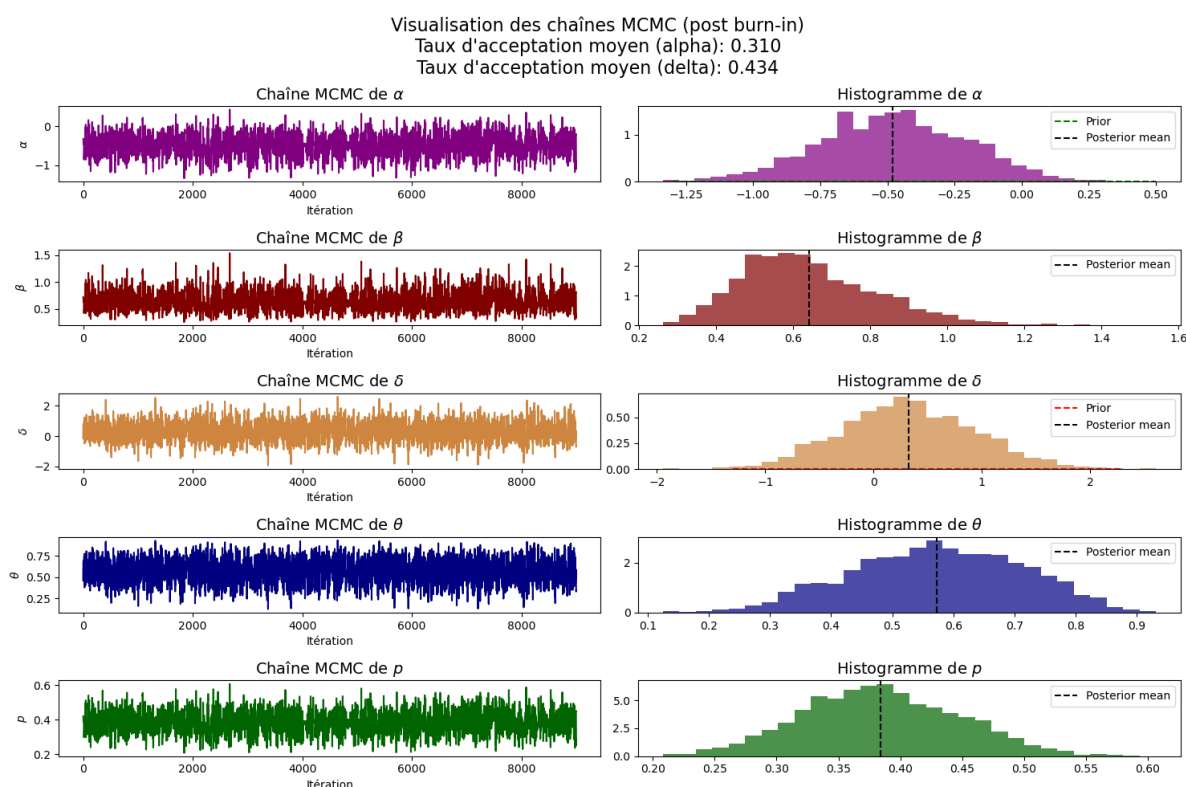 Visualisation des chaînes MCMC (post burn-in)
Taux d'acceptation moyen (alpha): 0.310
Taux d'acceptation moyen (delta): 0.434
Chaîne MCMC de α
0
−1
α
0 2000 4000 6000 8000
Itération
Histogramme de α
Prior
Posterior mean
1
0
−1.25 −1.00 −0.75 −0.50 −0.25 0.00 0.25 0.50
Chaîne MCMC de β
1.5
1.0
0.5
β
0 2000 4000 6000 8000
Itération
Histogramme de β
Posterior mean
2
1
0
0.2 0.4 0.6 0.8 1.0 1.2 1.4 1.6
Chaîne MCMC de δ
2
0
−2
δ
0 2000 4000 6000 8000
Itération
Histogramme de δ
Prior
Posterior mean
0.50
0.25
0.00
−2 −1 0 1 2
Chaîne MCMC de θ
0.75
0.50
0.25
θ
0 2000 4000 6000 8000
Itération
Histogramme de θ
Posterior mean
2
0
0.1 0.2 0.3 0.4 0.5 0.6 0.7 0.8 0.9
Chaîne MCMC de p
0.6
0.4
0.2
p
0 2000 4000 6000 8000
Itération
Histogramme de p
Posterior mean
5.0
2.5
0.0
0.20 0.25 0.30 0.35 0.40 0.45 0.50 0.55 0.60